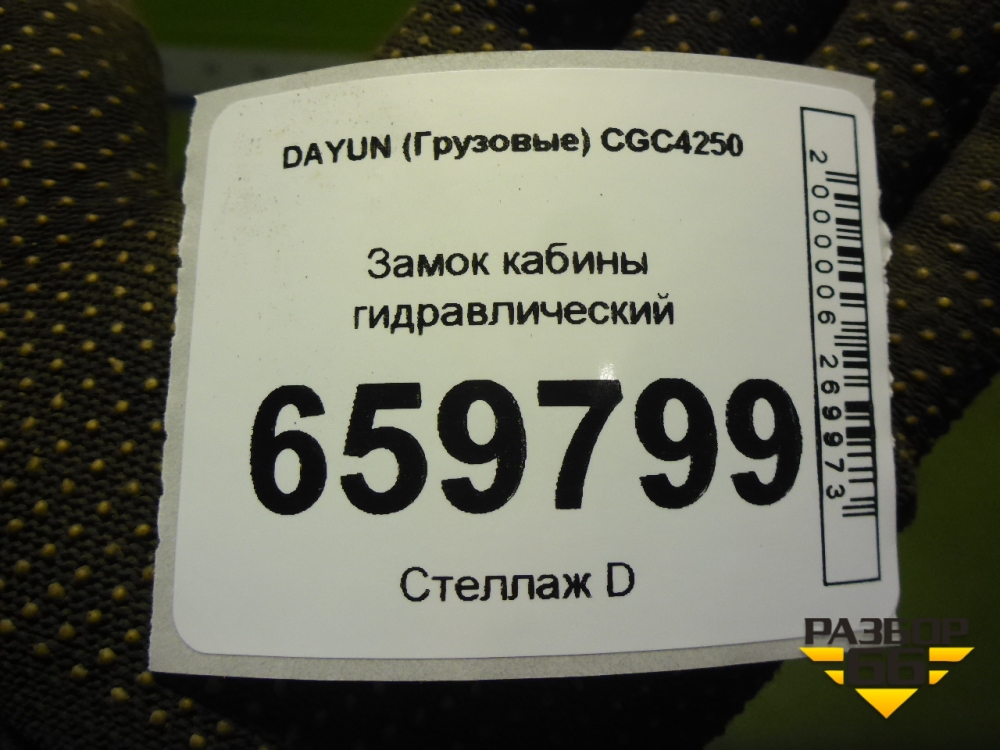 DAYUN (Грузовые) CGC4250
Замок кабины
гидравлический
659799
Стеллаж D
2000006269973
РАЗБОР
66